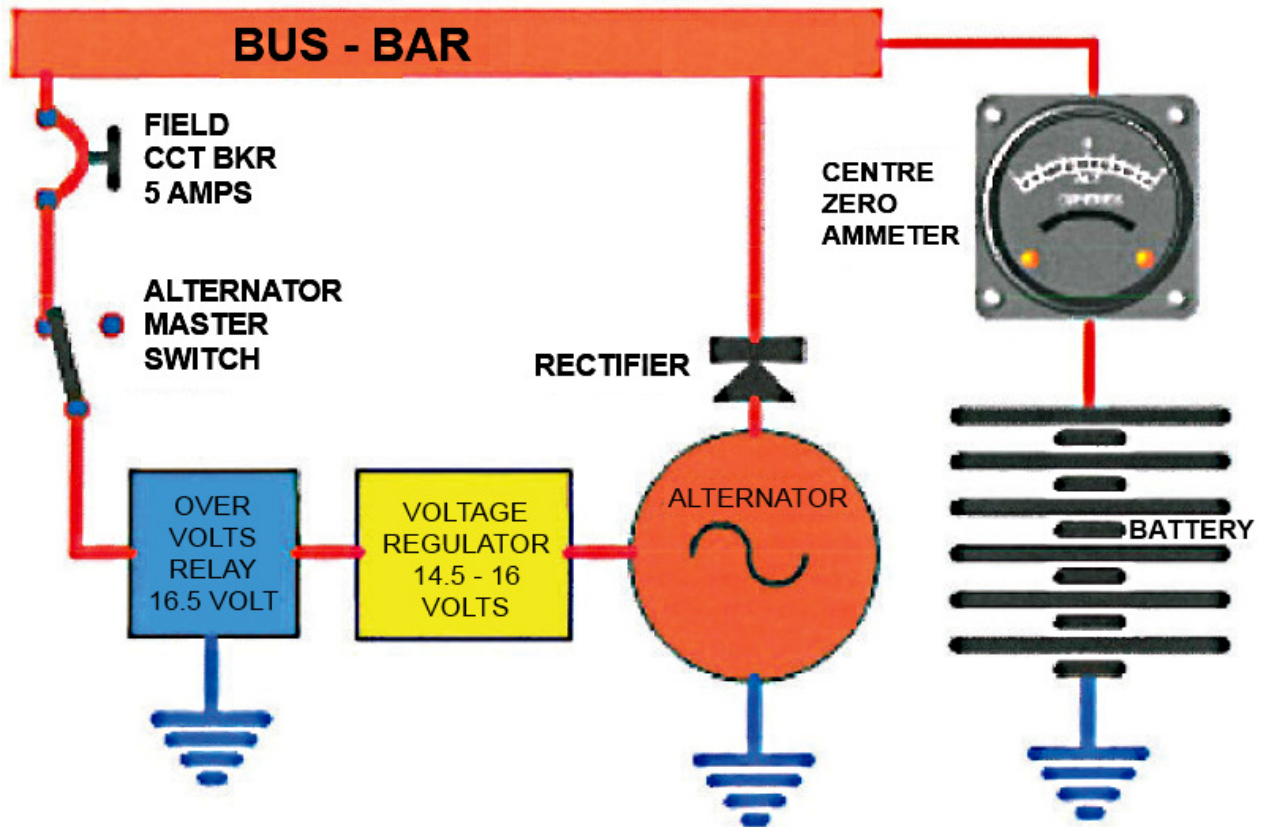 BUS - BAR
FIELD
CCT BKR
5 AMPS
ALTERNATOR
MASTER
SWITCH
OVER
VOLTS
RELAY
16.5 VOLT
VOLTAGE
REGULATOR
14.5 - 16
VOLTS
RECTIFIER
ALTERNATOR
CENTRE
ZERO
AMMETER
0
BATTERY